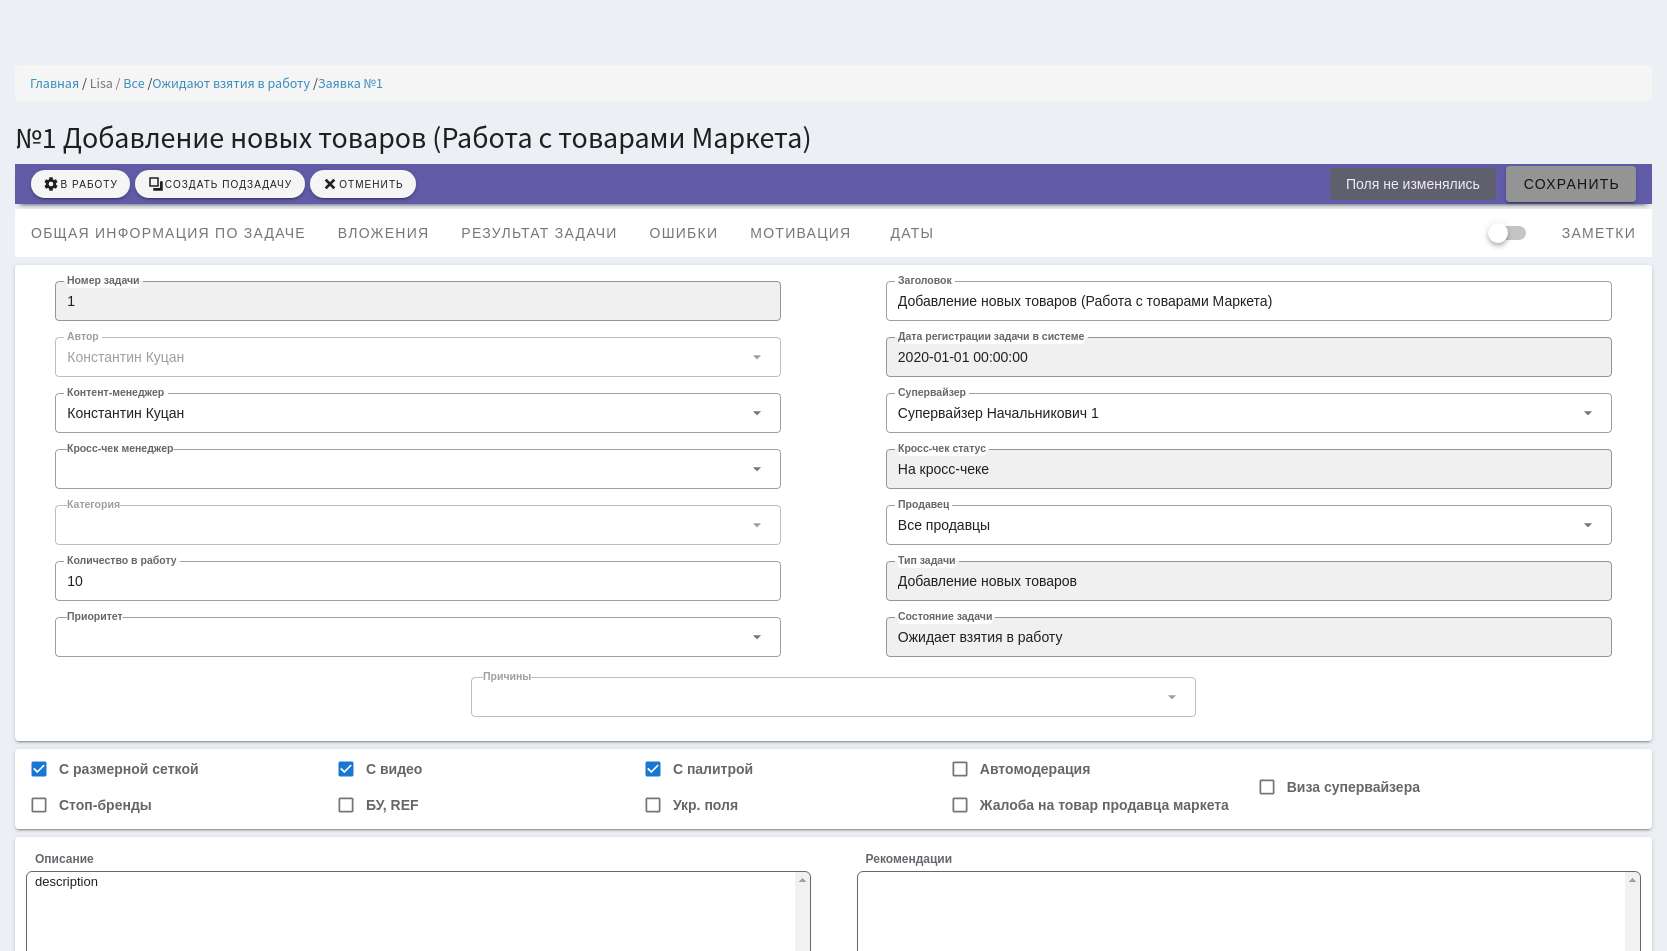 Главная / Lisa / Все /Ожидают взятия в работу /Заявка №1
№1 Добавление новых товаров (Работа с товарами Маркета)
В РАБОТУ СОЗДАТЬ ПОДЗАДАЧУ ОТМЕНИТЬ Поля не изменялись СОХРАНИТЬ
ОБЩАЯ ИНФОРМАЦИЯ ПО ЗАДАЧЕ ВЛОЖЕНИЯ РЕЗУЛЬТАТ ЗАДАЧИ ОШИБКИ МОТИВАЦИЯ ДАТЫ ЗАМЕТКИ
Номер задачи Заголовок
1 Добавление новых товаров (Работа с товарами Маркета)
Автор Дата регистрации задачи в системе
Константин Куцан 2020-01-01 00:00:00
Контент-менеджер Супервайзер
Константин Куцан Супервайзер Начальникович 1
Кросс-чек менеджер Кросс-чек статус
На кросс-чеке
Категория Продавец
Все продавцы
Количество в работу Тип задачи
10 Добавление новых товаров
Приоритет Состояние задачи
Ожидает взятия в работу
Причины
С размерной сеткой С видео С палитрой Автомодерация
Виза супервайзера
Стоп-бренды БУ, REF Укр. поля Жалоба на товар продавца маркета
Описание Рекомендации
description